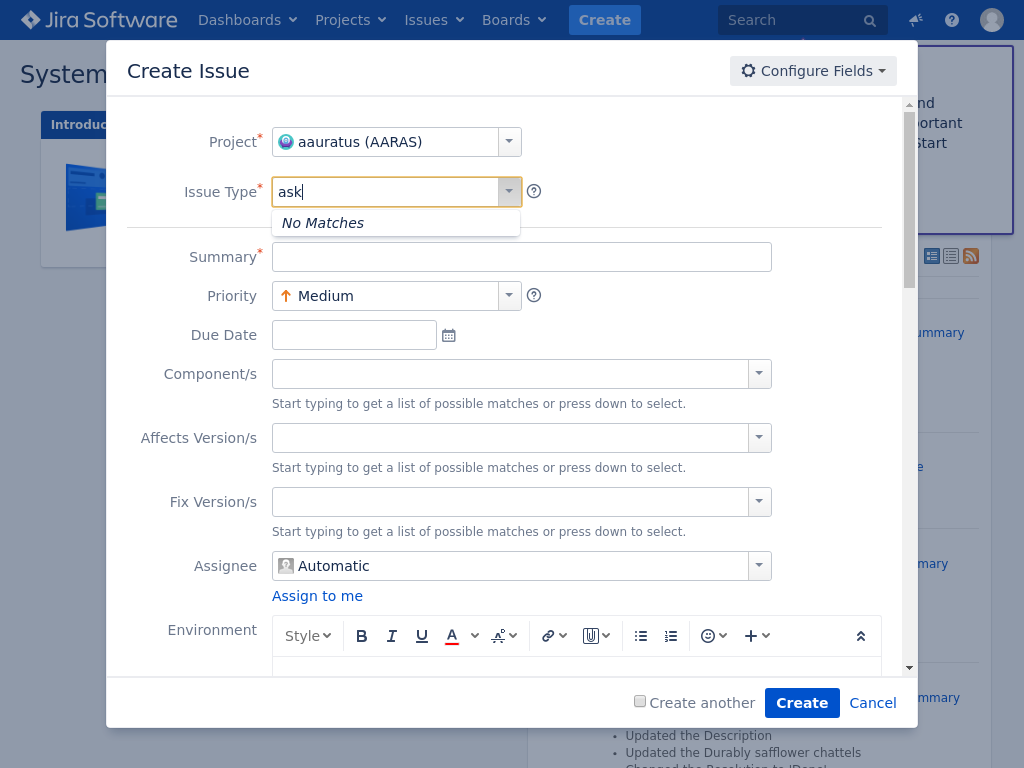 Jira Software Dashboards Projects Issues Boards Create Search
System
Introduc
nd
portant
Start
Create Issue
Configure Fields
Project*
aauratus (AARAS)
Issue Type*
ask
No Matches
Summary*
Priority
Medium
Due Date
Component/s
Start typing to get a list of possible matches or press down to select.
Affects Version/s
Start typing to get a list of possible matches or press down to select.
Fix Version/s
Start typing to get a list of possible matches or press down to select.
Assignee
Automatic
Assign to me
Environment
Style
Create another
Create
Cancel
ummary
e
mary
mmary
Updated the Description
Updated the Durably safflower chattels